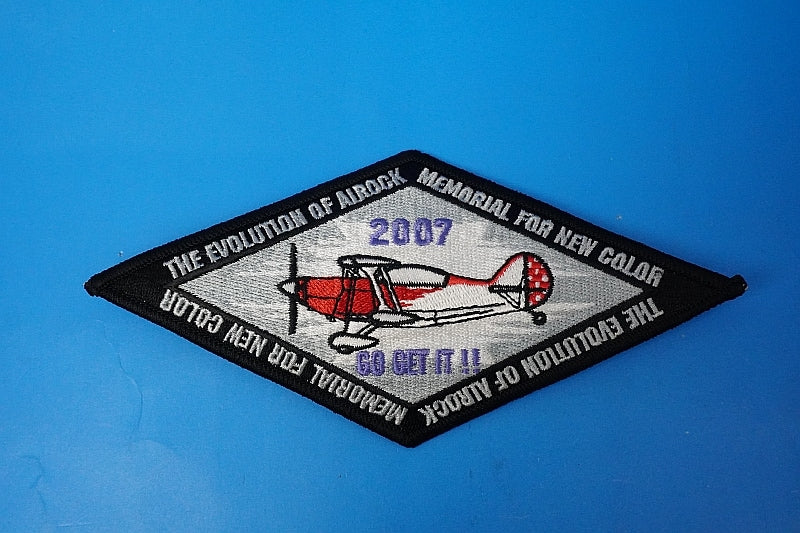 THE EVOLUTION OF AIROCK
MEMORIAL FOR NEW COLOR
2007
GO GET IT !!
MEMORIAL FOR NEW COLOR
THE EVOLUTION OF AIROCK